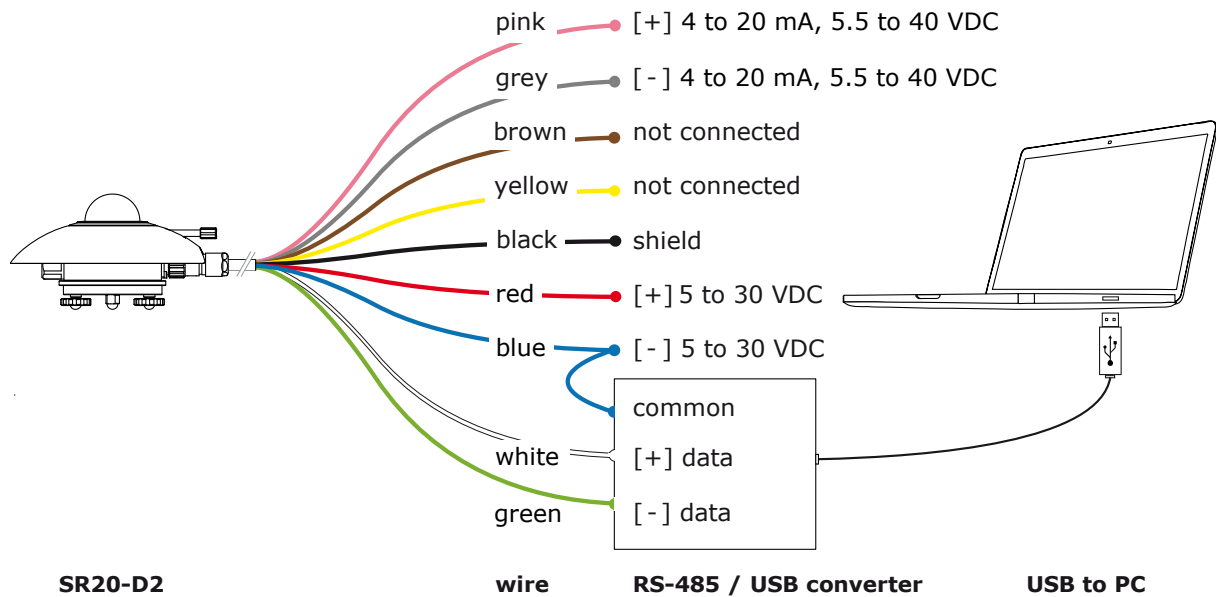 pink [+] 4 to 20 mA, 5.5 to 40 VDC
grey [-] 4 to 20 mA, 5.5 to 40 VDC
brown not connected
yellow not connected
black shield
red [+] 5 to 30 VDC
blue [-] 5 to 30 VDC
common
white [+] data
green [-] data
SR20-D2 wire RS-485 / USB converter USB to PC